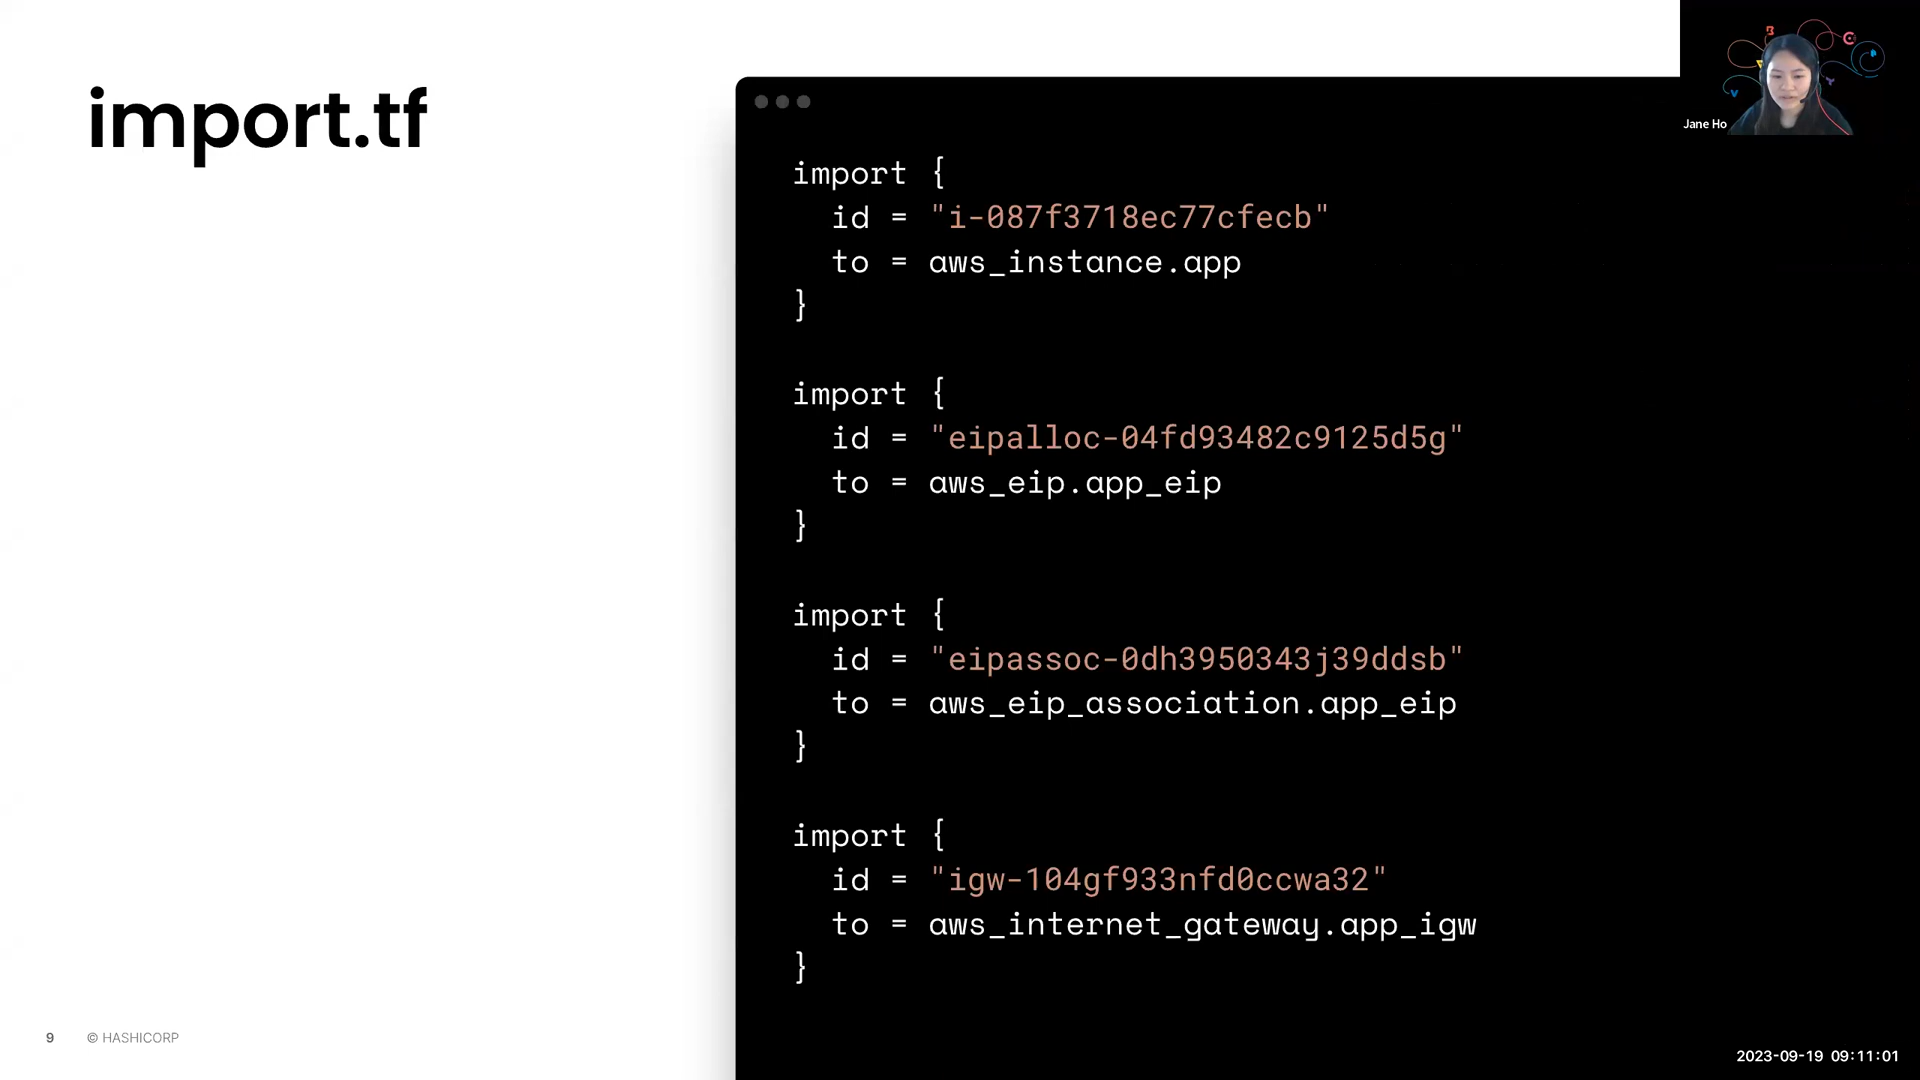 import.tf
Jane Ho
import {
  id = "i-087f3718ec77cfecb"
  to = aws_instance.app
}
import {
  id = "eipalloc-04fd93482c9125d5g"
  to = aws_eip.app_eip
}
import {
  id = "eipassoc-0dh3950343j39ddsb"
  to = aws_eip_association.app_eip
}
import {
  id = "igw-104gf933nfd0ccwa32"
  to = aws_internet_gateway.app_igw
}
9 © HASHICORP
2023-09-19 09:11:01